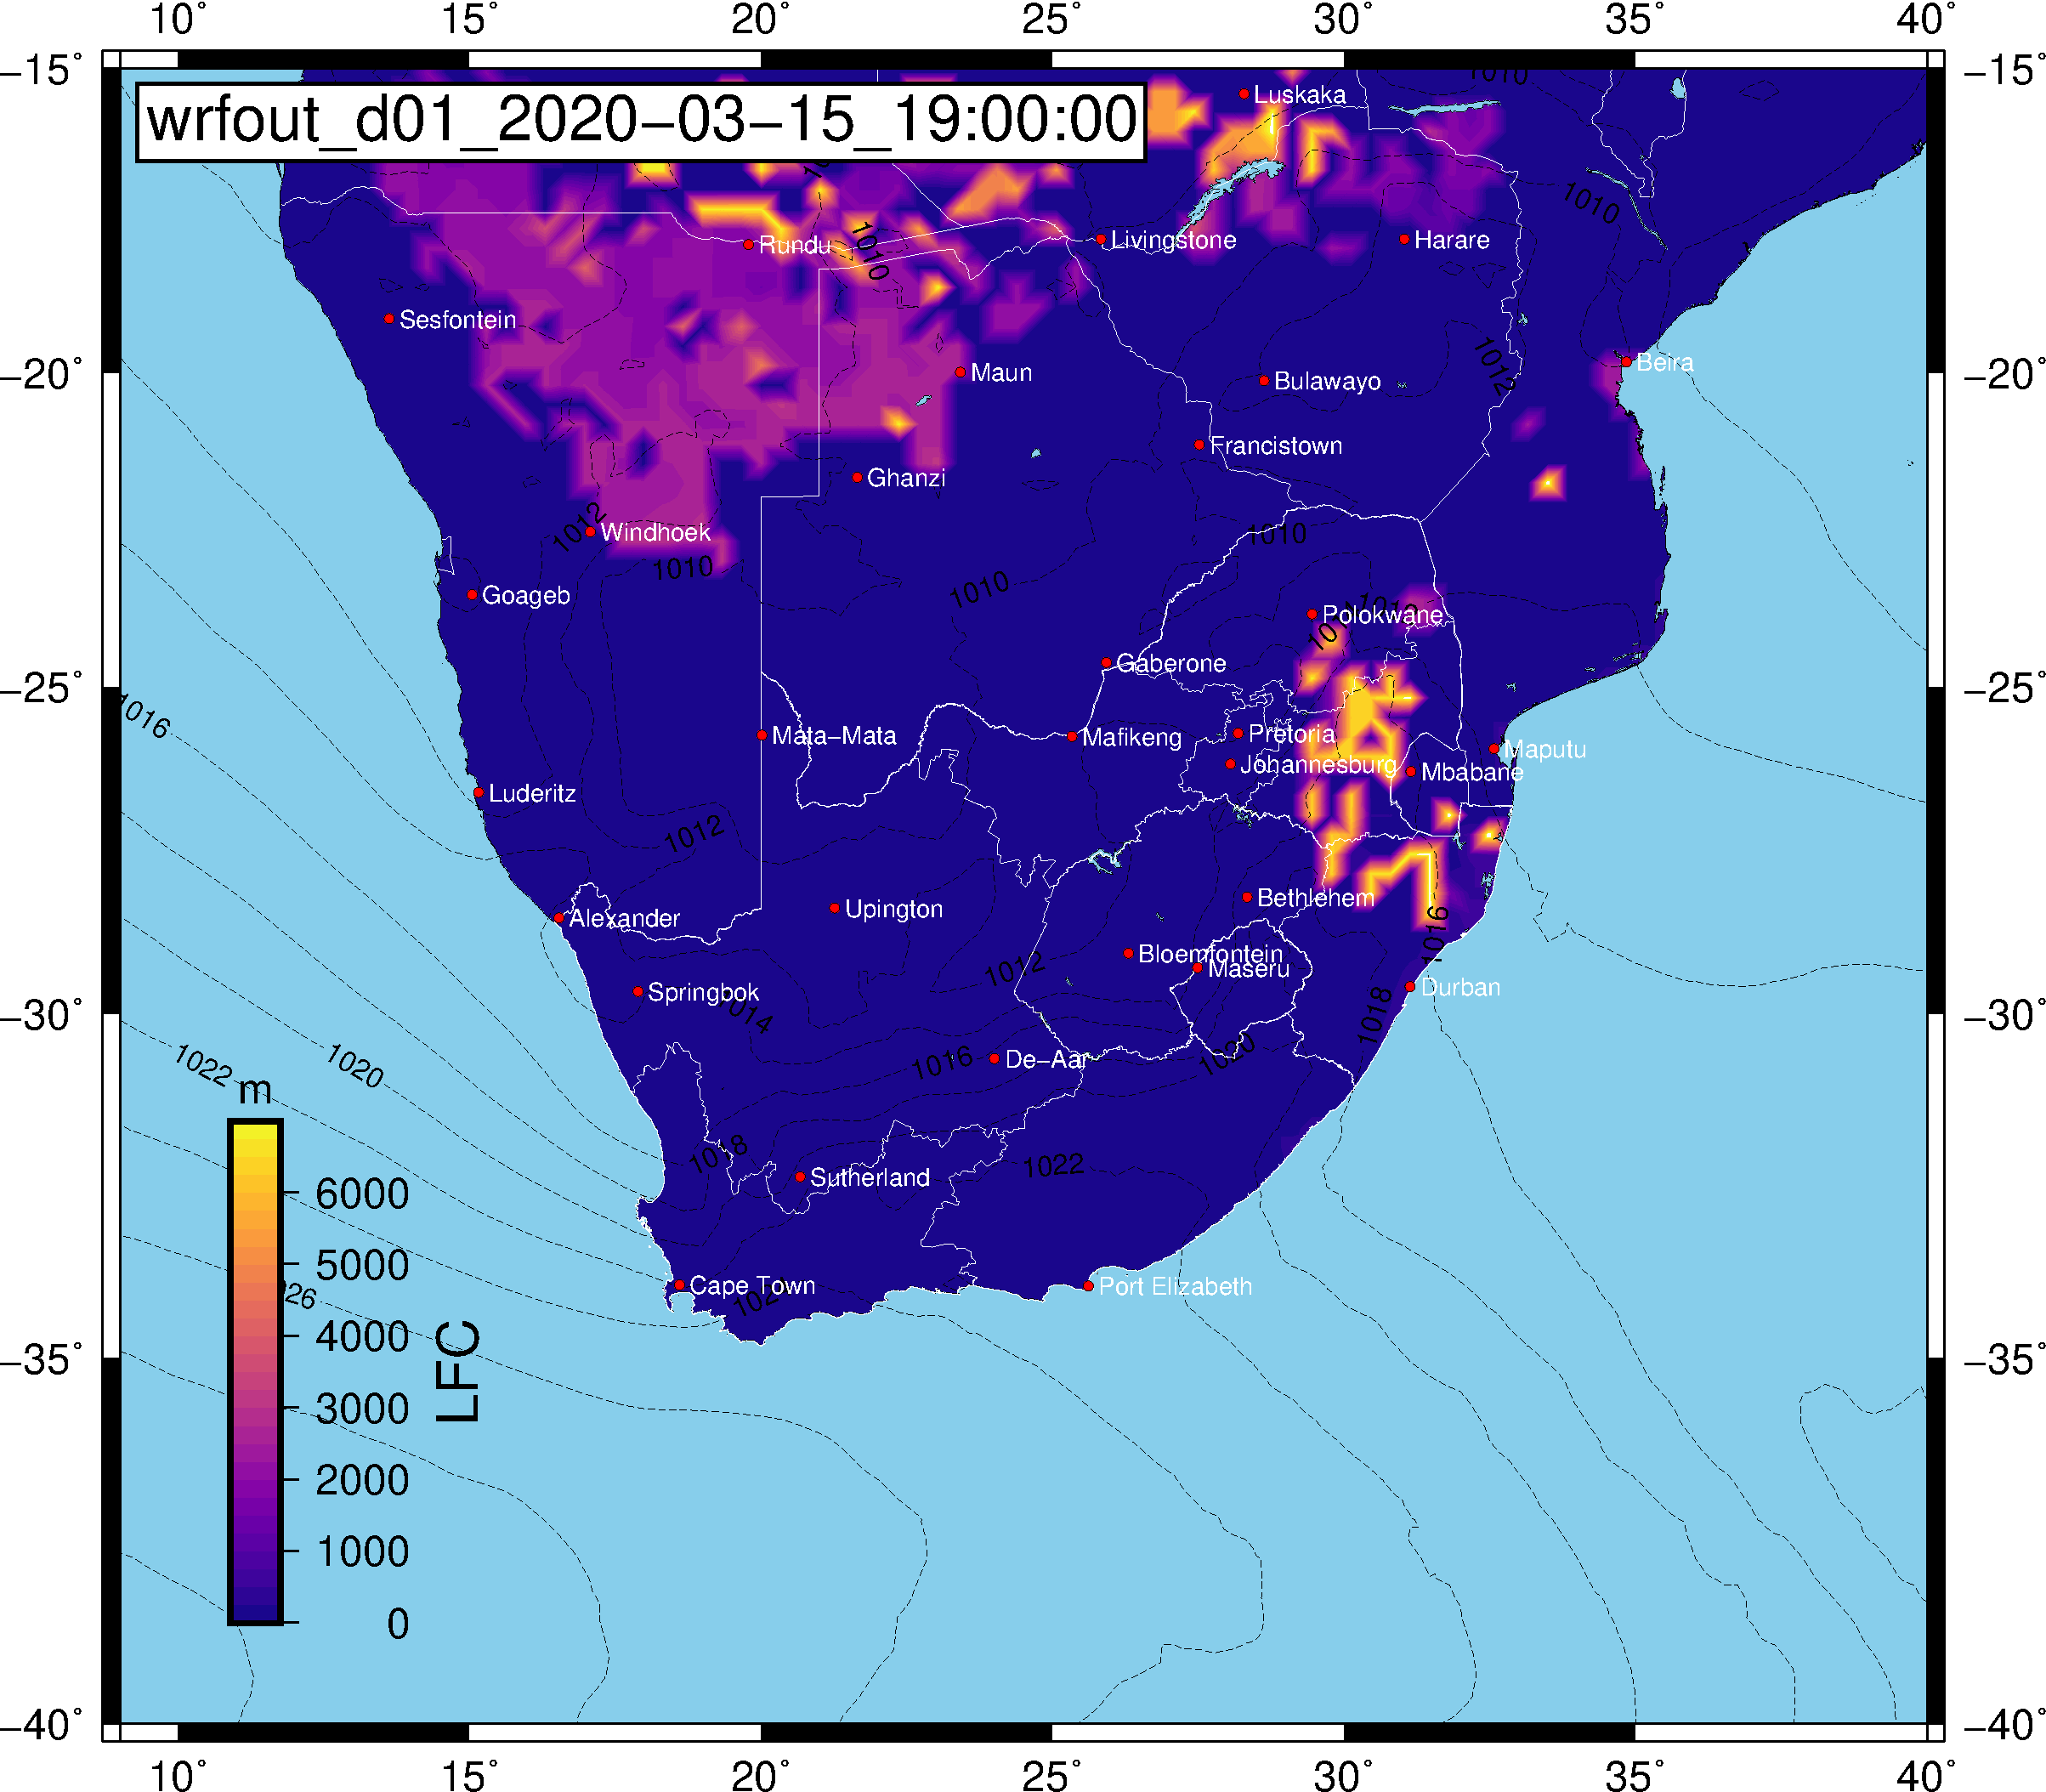 10° 15° 20° 25° 30° 35° 40°
−15° −15°
1010
Luskaka
wrfout_d01_2020−03−15_19:00:00
1010
Rundu
1010
Livingstone
Harare
Sesfontein
1012
Beira
−20° −20°
Maun
Bulawayo
Francistown
Ghanzi
1012
Windhoek
1010
1010
1010
Goageb
1010
Polokwane
Gaberone
−25° −25°
1016
Mata−Mata
Mafikeng
Pretoria
Maputu
Johannesburg
Mbabane
Luderitz
1012
Bethlehem
Alexander
Upington
1016
Bloemfontein
Maseru
1012
Springbok
Durban
1014
1018
−30° −30°
1022
1020
1016
De−Aar
1020
m
1018
1022
Sutherland
6000
5000
Cape Town
Port Elizabeth
4000
LFC
−35° −35°
3000
2000
1000
0
−40° −40°
10° 15° 20° 25° 30° 35° 40°